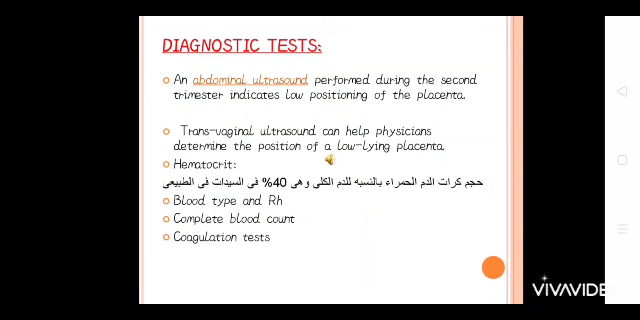 DIAGNOSTIC TESTS:
An abdominal ultrasound performed during the second
trimester indicates low positioning of the placenta.
Trans-vaginal ultrasound can help physicians
determine the position of a low-lying placenta.
Hematocrit:
حجم كرات الدم الحمراء بالنسبه للدم الكلى وهى 40% فى السيدات فى الطبيعى
Blood type and Rh
Complete blood count
Coagulation tests
VIVAVIDE